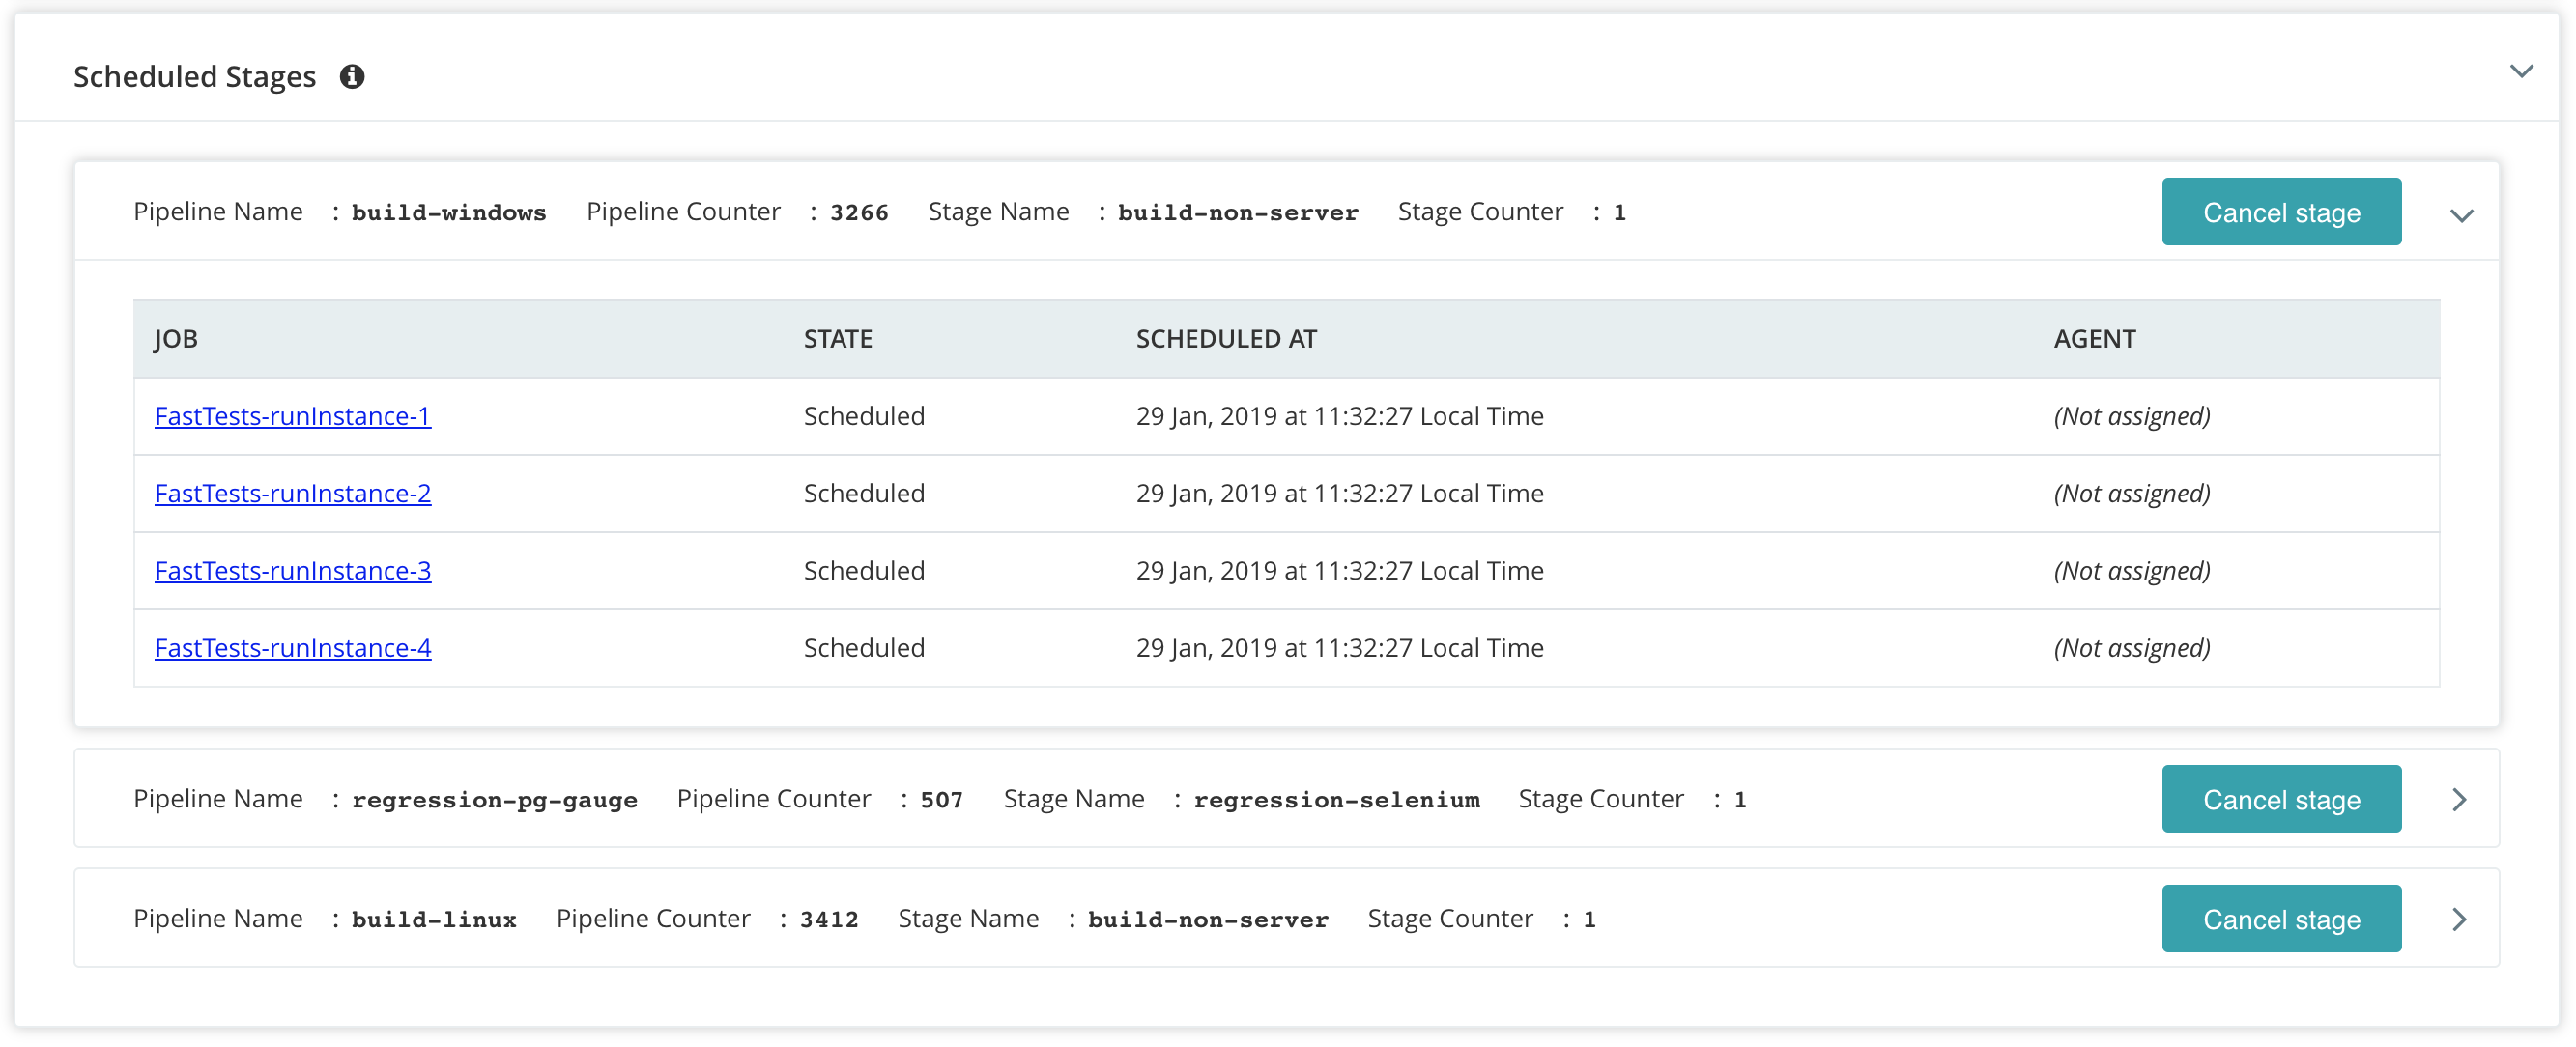 Scheduled Stages
Pipeline Name : build-windows Pipeline Counter : 3266 Stage Name : build-non-server Stage Counter : 1 Cancel stage
JOB STATE SCHEDULED AT AGENT
FastTests-runInstance-1 Scheduled 29 Jan, 2019 at 11:32:27 Local Time (Not assigned)
FastTests-runInstance-2 Scheduled 29 Jan, 2019 at 11:32:27 Local Time (Not assigned)
FastTests-runInstance-3 Scheduled 29 Jan, 2019 at 11:32:27 Local Time (Not assigned)
FastTests-runInstance-4 Scheduled 29 Jan, 2019 at 11:32:27 Local Time (Not assigned)
Pipeline Name : regression-pg-gauge Pipeline Counter : 507 Stage Name : regression-selenium Stage Counter : 1 Cancel stage
Pipeline Name : build-linux Pipeline Counter : 3412 Stage Name : build-non-server Stage Counter : 1 Cancel stage